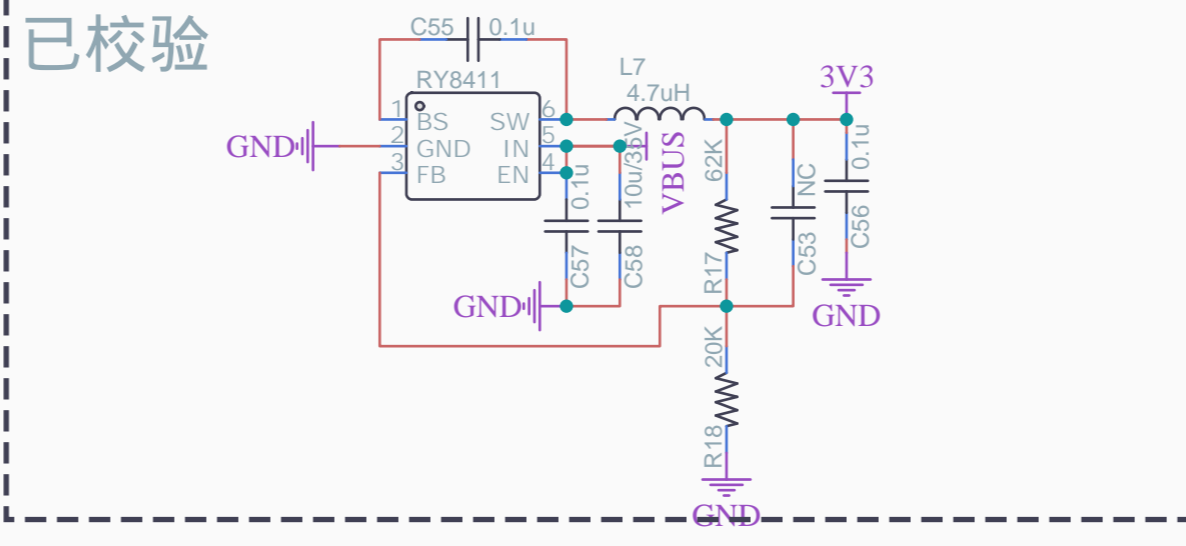 已校验
C55 0.1u
RY8411
1 BS SW 6
2 GND IN 5
3 FB EN 4
GND
L7
4.7uH
3V3
VBUS
0.1u
C57
10u/35V
C58
GND
62K
R17
NC
C53
0.1u
C56
GND
20K
R18
GND